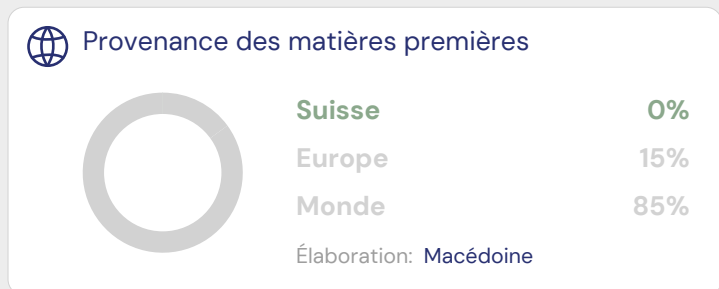 Provenance des matières premières
Suisse 0%
Europe 15%
Monde 85%
Élaboration: Macédoine